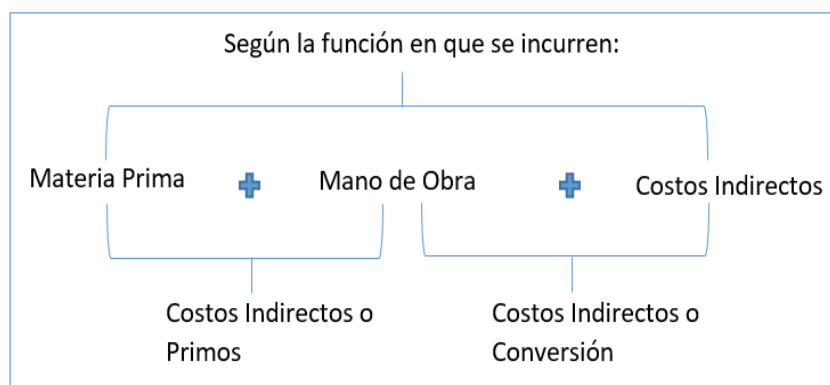 Según la función en que se incurren:
Materia Prima
Mano de Obra
Costos Indirectos
Costos Indirectos o
Primos
Costos Indirectos o
Conversión